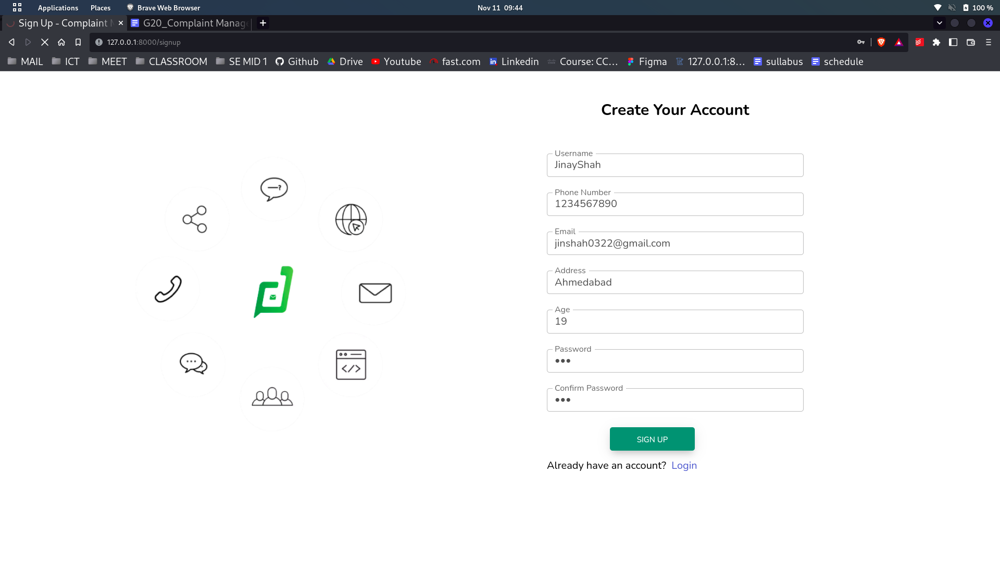 Applications Places Brave Web Browser Nov 11 09:44 100 %
Sign Up - Complaint G20_Complaint Manage
127.0.0.1:8000/signup
MAIL ICT MEET CLASSROOM SE MID 1 Github Drive Youtube fast.com Linkedin Course: CC... Figma 127.0.0.1:8... sullabus schedule
Create Your Account
Username
JinayShah
Phone Number
1234567890
Email
jinshah0322@gmail.com
Address
Ahmedabad
Age
19
Password
•••
Confirm Password
•••
SIGN UP
Already have an account? Login